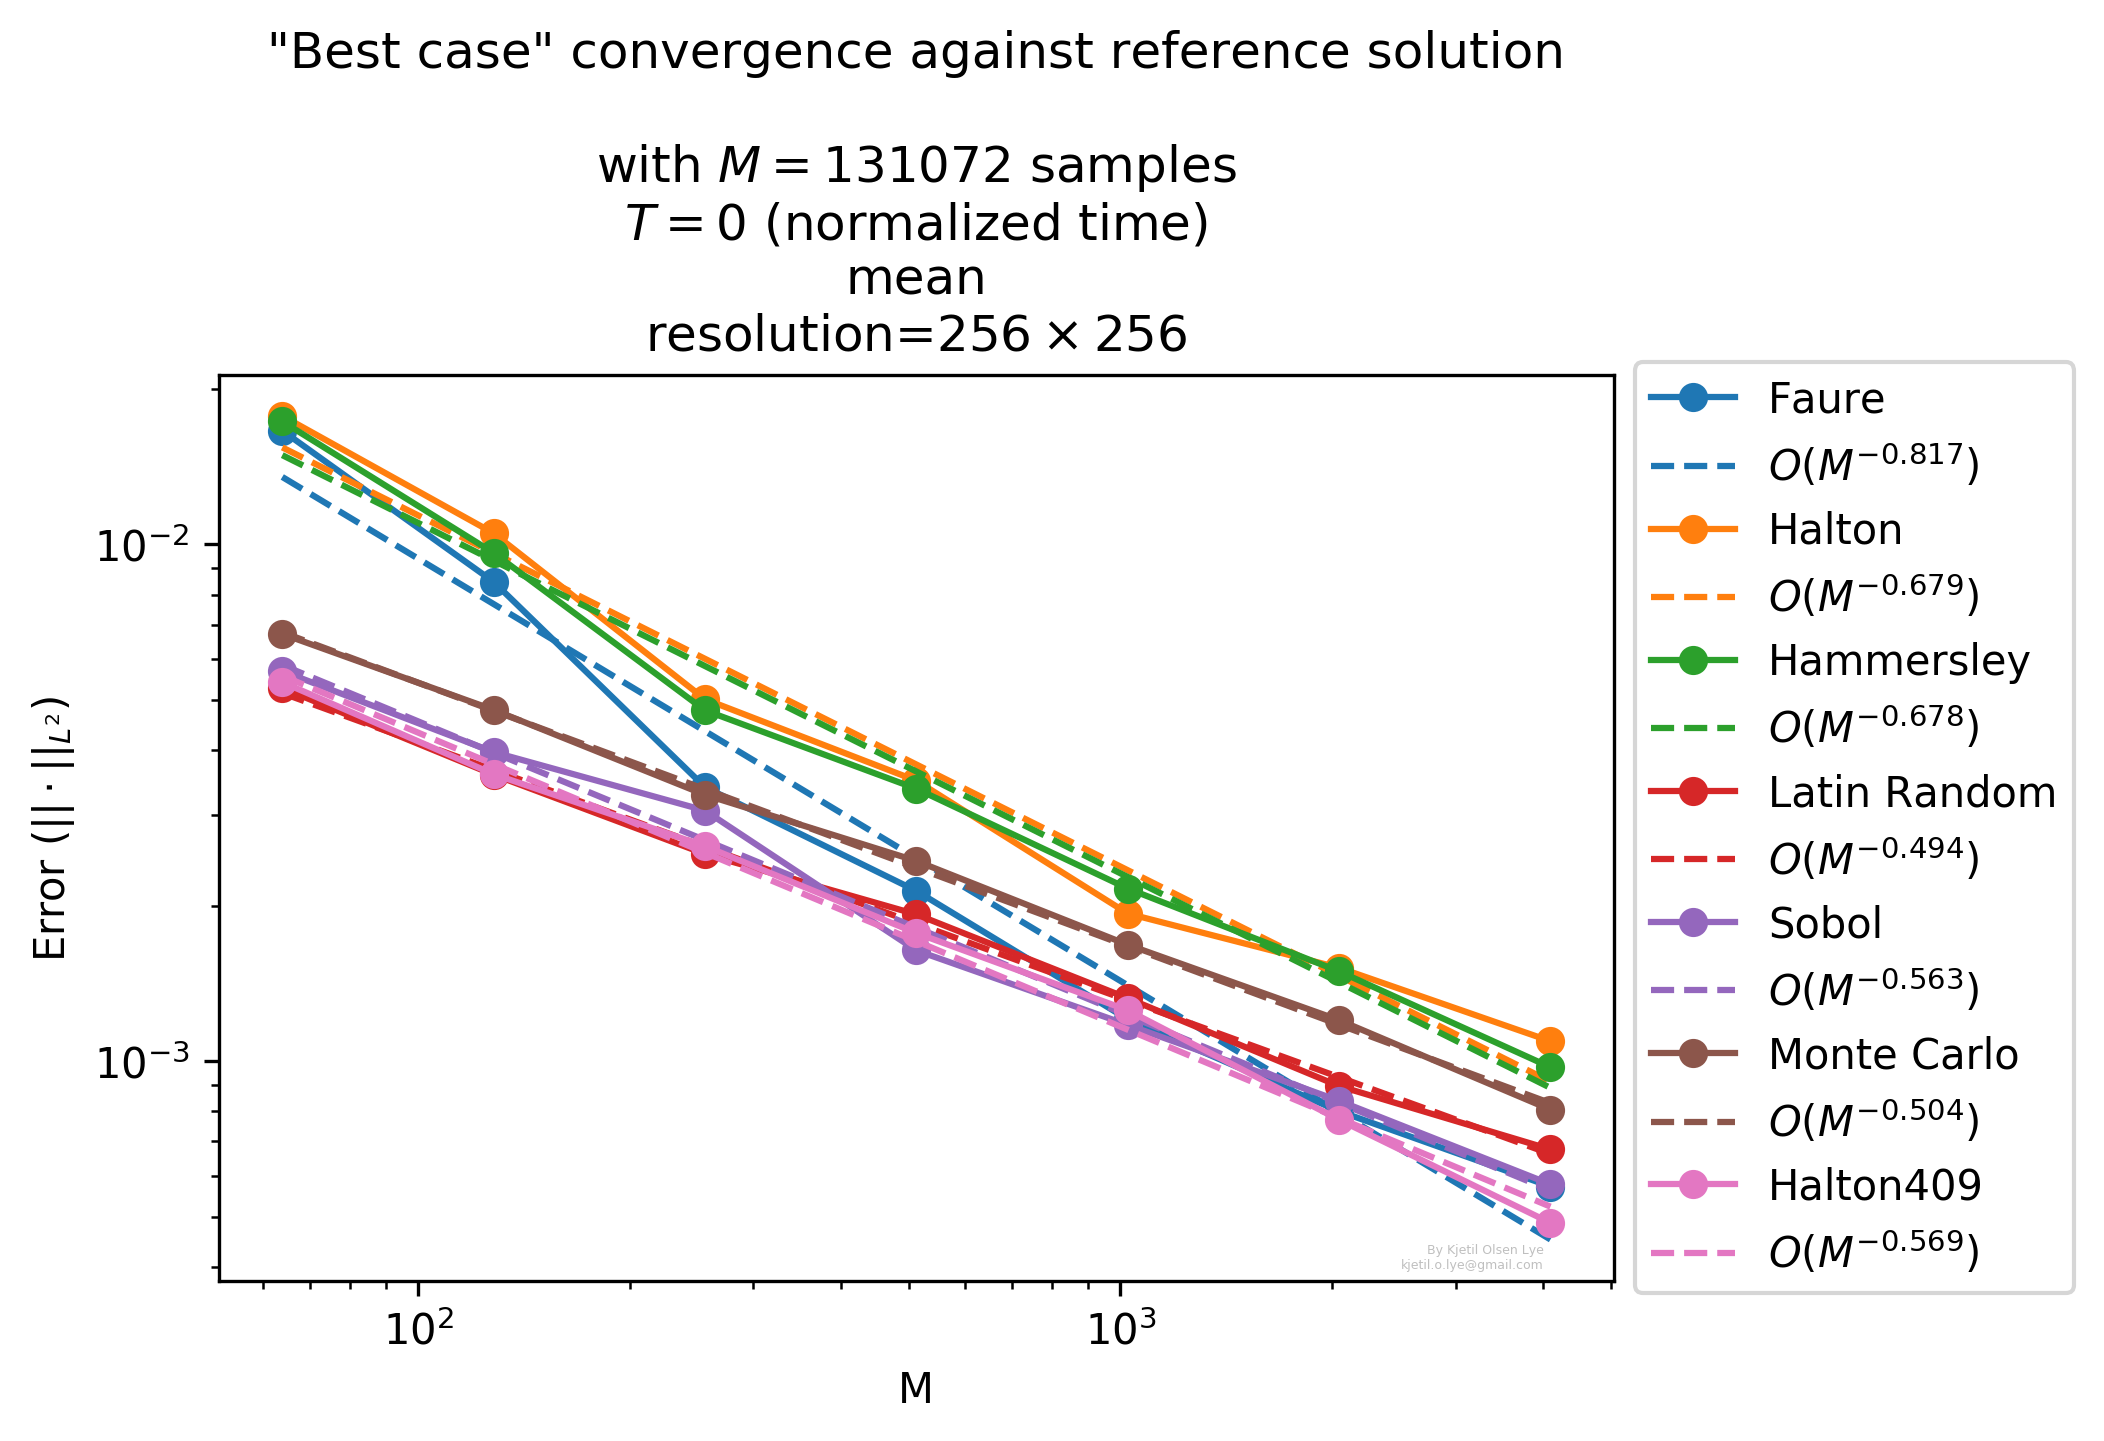 "Best case" convergence against reference solution
with M = 131072 samples
T = 0 (normalized time)
mean
resolution=256 × 256
Error (|| · ||_{L^2})
10^{-2}
10^{-3}
10^2
10^3
M
By Kjetil Olsen Lye
kjetil.o.lye@gmail.com
Faure
O(M^{-0.817})
Halton
O(M^{-0.679})
Hammersley
O(M^{-0.678})
Latin Random
O(M^{-0.494})
Sobol
O(M^{-0.563})
Monte Carlo
O(M^{-0.504})
Halton409
O(M^{-0.569})